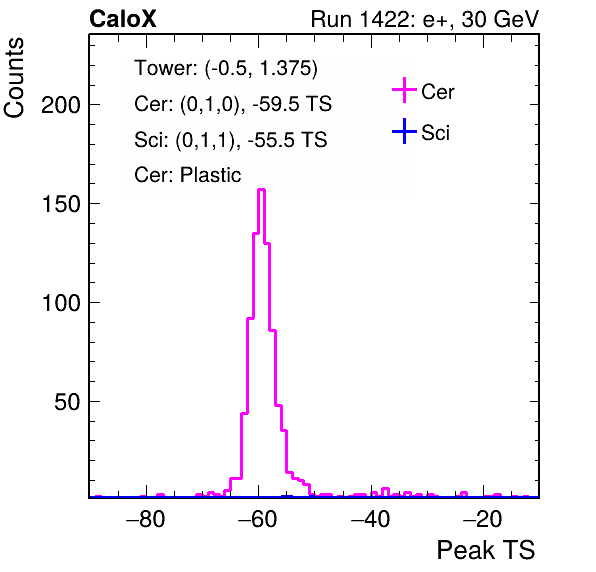 CaloX Run 1422: e+, 30 GeV
Counts
Tower: (-0.5, 1.375)
Cer: (0,1,0), -59.5 TS
Sci: (0,1,1), -55.5 TS
Cer: Plastic
Cer
Sci
200
150
100
50
−80 −60 −40 −20
Peak TS